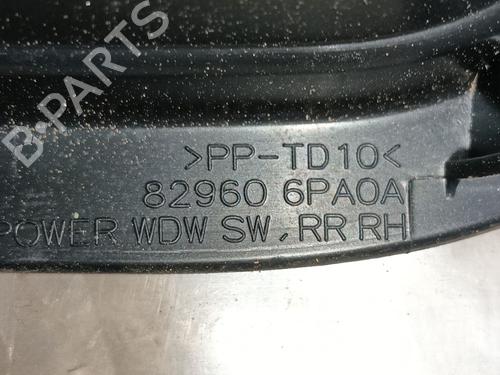 >PP-TD10<
82960 6PA0A
POWER WDW SW, RR RH
B-PARTS